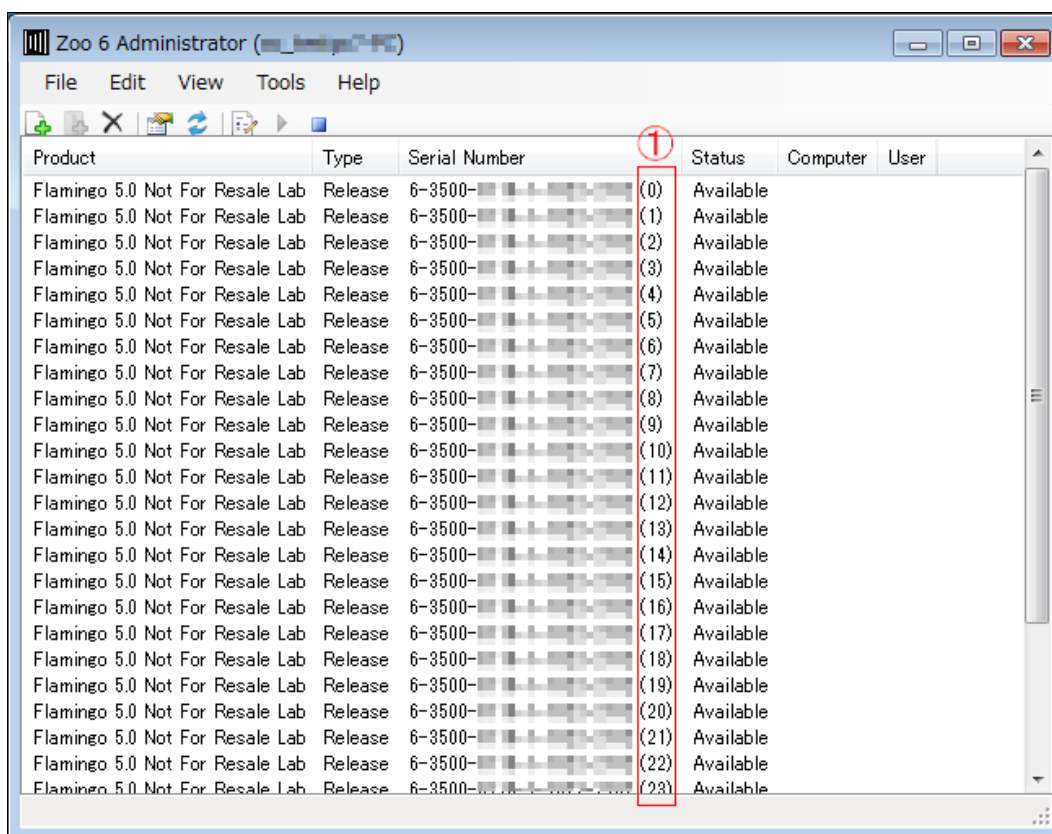 Zoo 6 Administrator (
File Edit View Tools Help
①
Product Type Serial Number Status Computer User
Flamingo 5.0 Not For Resale Lab Release 6-3500- (0) Available
Flamingo 5.0 Not For Resale Lab Release 6-3500- (1) Available
Flamingo 5.0 Not For Resale Lab Release 6-3500- (2) Available
Flamingo 5.0 Not For Resale Lab Release 6-3500- (3) Available
Flamingo 5.0 Not For Resale Lab Release 6-3500- (4) Available
Flamingo 5.0 Not For Resale Lab Release 6-3500- (5) Available
Flamingo 5.0 Not For Resale Lab Release 6-3500- (6) Available
Flamingo 5.0 Not For Resale Lab Release 6-3500- (7) Available
Flamingo 5.0 Not For Resale Lab Release 6-3500- (8) Available
Flamingo 5.0 Not For Resale Lab Release 6-3500- (9) Available
Flamingo 5.0 Not For Resale Lab Release 6-3500- (10) Available
Flamingo 5.0 Not For Resale Lab Release 6-3500- (11) Available
Flamingo 5.0 Not For Resale Lab Release 6-3500- (12) Available
Flamingo 5.0 Not For Resale Lab Release 6-3500- (13) Available
Flamingo 5.0 Not For Resale Lab Release 6-3500- (14) Available
Flamingo 5.0 Not For Resale Lab Release 6-3500- (15) Available
Flamingo 5.0 Not For Resale Lab Release 6-3500- (16) Available
Flamingo 5.0 Not For Resale Lab Release 6-3500- (17) Available
Flamingo 5.0 Not For Resale Lab Release 6-3500- (18) Available
Flamingo 5.0 Not For Resale Lab Release 6-3500- (19) Available
Flamingo 5.0 Not For Resale Lab Release 6-3500- (20) Available
Flamingo 5.0 Not For Resale Lab Release 6-3500- (21) Available
Flamingo 5.0 Not For Resale Lab Release 6-3500- (22) Available
Flamingo 5.0 Not For Resale Lab Release 6-3500- (23) Available